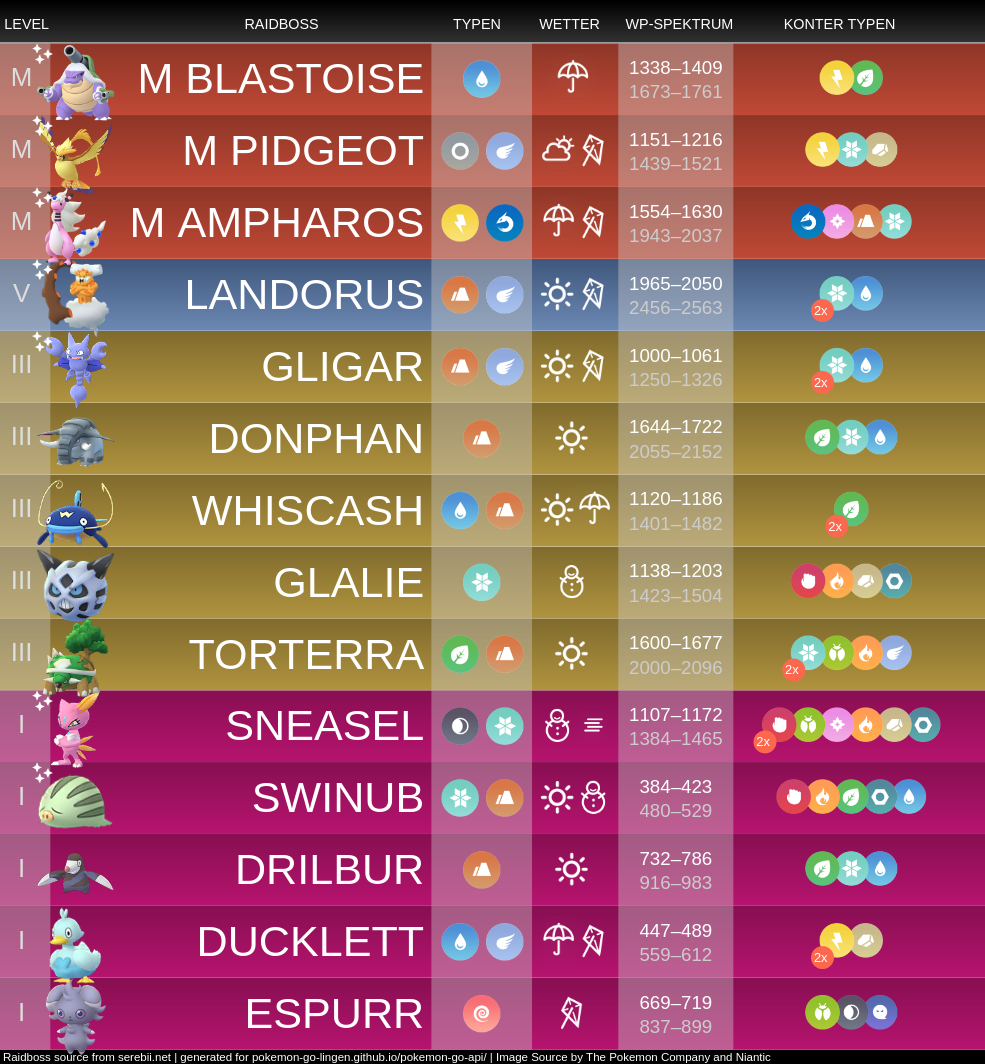 LEVEL RAIDBOSS TYPEN WETTER WP-SPEKTRUM KONTER TYPEN
M M BLASTOISE 1338–1409
1673–1761
M M PIDGEOT 1151–1216
1439–1521
M M AMPHAROS 1554–1630
1943–2037
V LANDORUS 1965–2050
2456–2563
2x
III GLIGAR 1000–1061
1250–1326
2x
III DONPHAN 1644–1722
2055–2152
III WHISCASH 1120–1186
1401–1482
2x
III GLALIE 1138–1203
1423–1504
III TORTERRA 1600–1677
2000–2096
2x
I SNEASEL 1107–1172
1384–1465
2x
I SWINUB 384–423
480–529
I DRILBUR 732–786
916–983
I DUCKLETT 447–489
559–612
2x
I ESPURR 669–719
837–899
Raidboss source from serebii.net | generated for pokemon-go-lingen.github.io/pokemon-go-api/ | Image Source by The Pokemon Company and Niantic